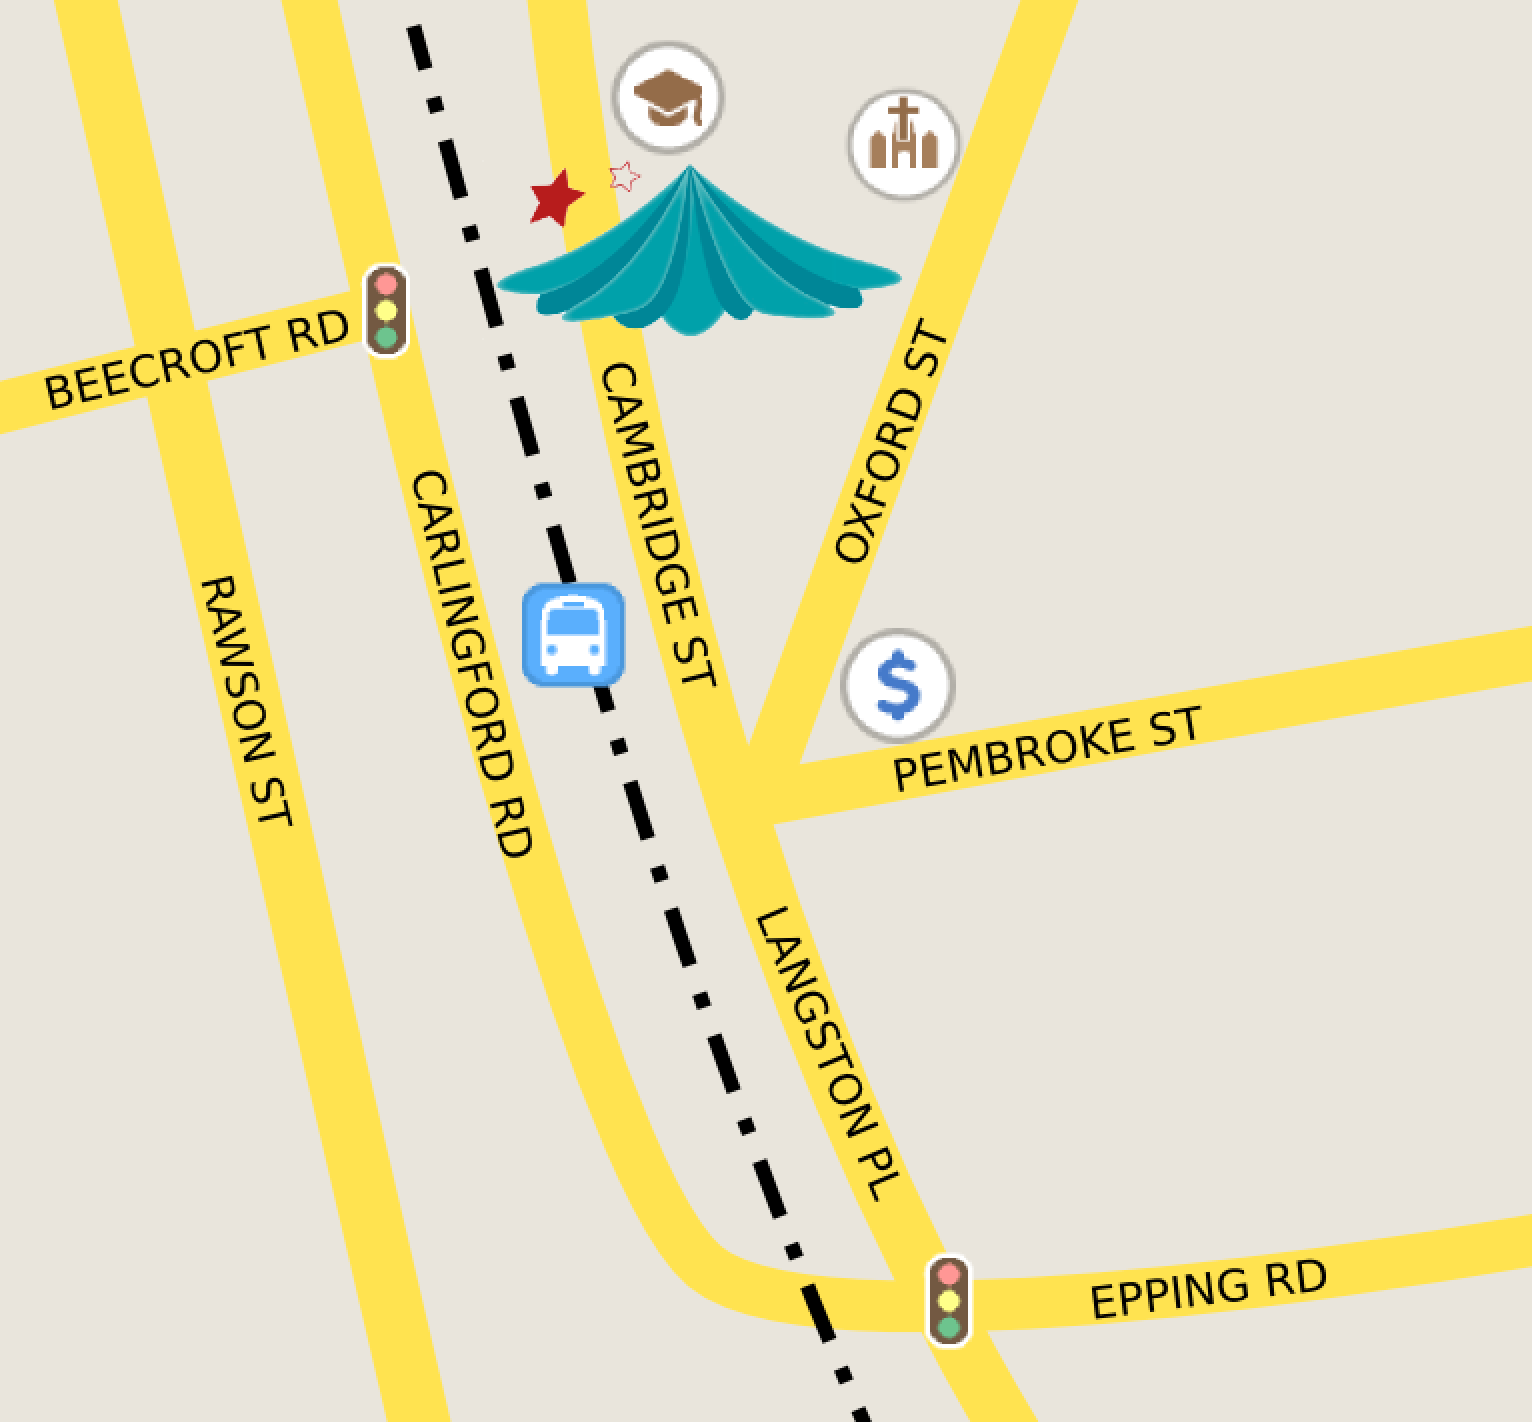 BEECROFT RD
CAMBRIDGE ST
OXFORD ST
CARLINGFORD RD
RAWSON ST
$
PEMBROKE ST
LANGSTON PL
EPPING RD